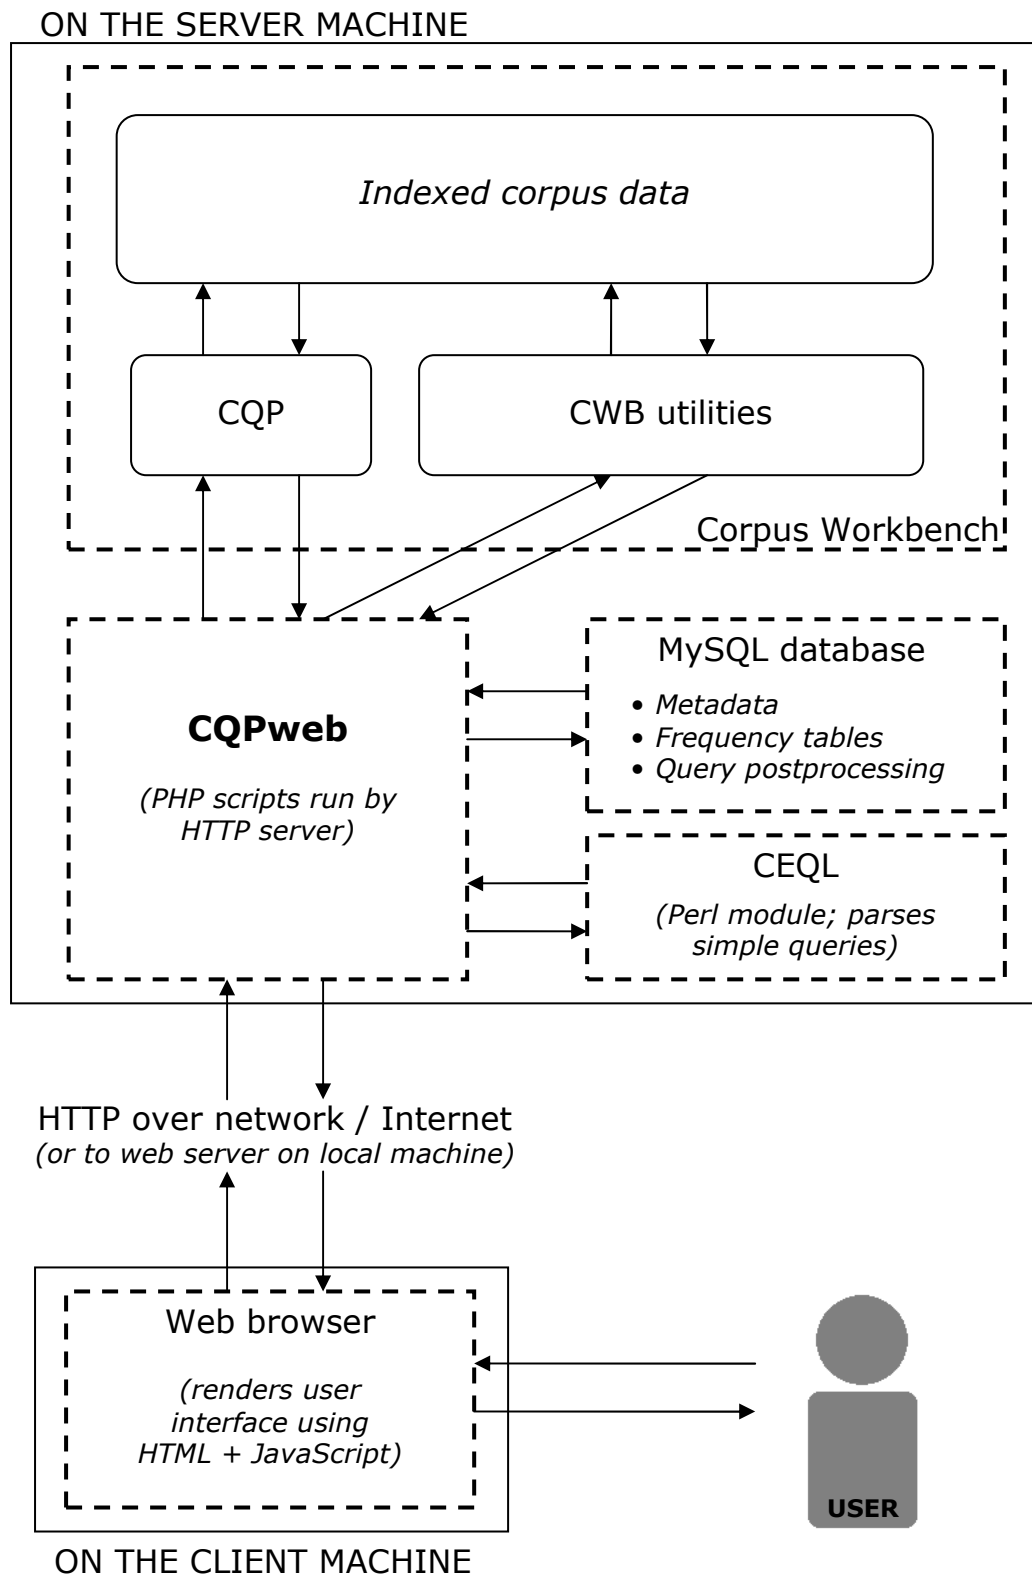 ON THE SERVER MACHINE
Indexed corpus data
CQP
CWB utilities
Corpus Workbench
CQPweb
(PHP scripts run by
HTTP server)
MySQL database
• Metadata
• Frequency tables
• Query postprocessing
CEQL
(Perl module; parses
simple queries)
HTTP over network / Internet
(or to web server on local machine)
Web browser
(renders user
interface using
HTML + JavaScript)
USER
ON THE CLIENT MACHINE